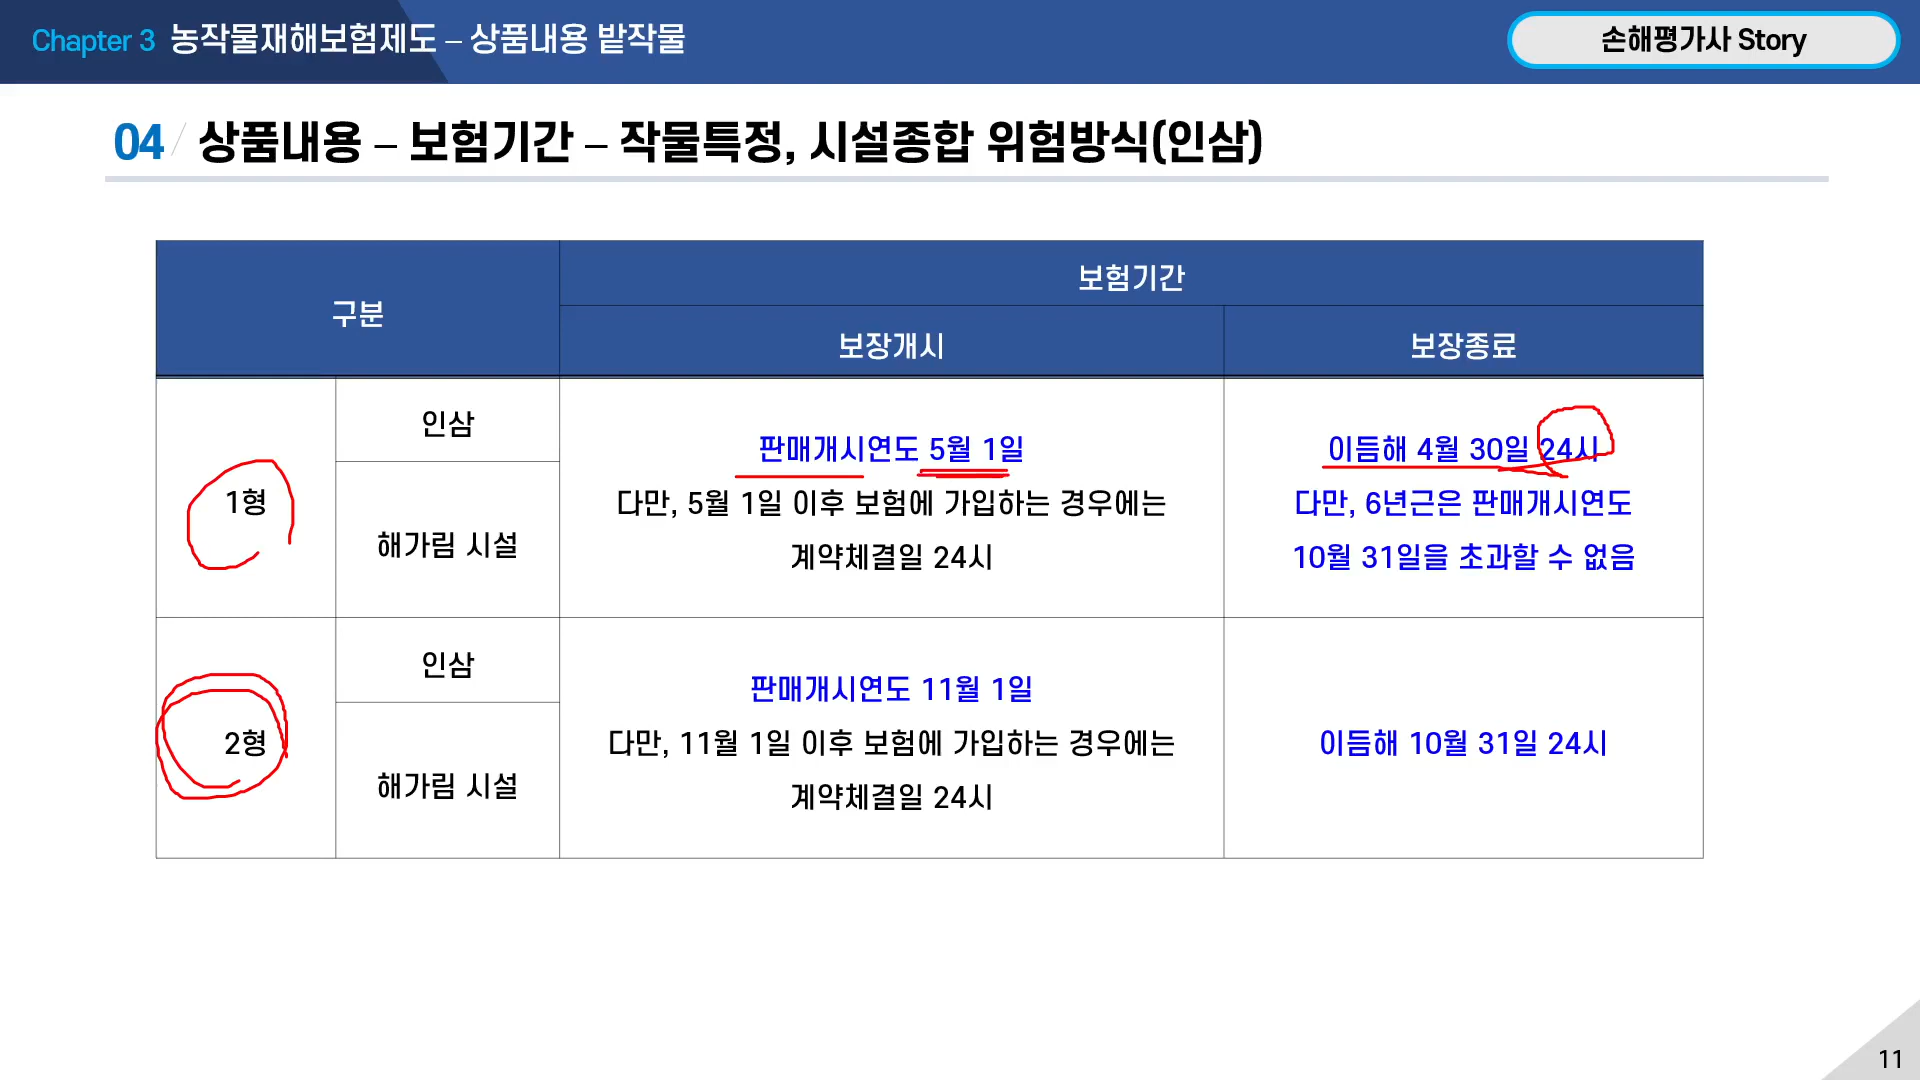 Chapter 3 농작물재해보험제도 – 상품내용 밭작물
손해평가사 Story
04 / 상품내용 – 보험기간 – 작물특정, 시설종합 위험방식(인삼)
구분
보험기간
보장개시
보장종료
1형
인삼
해가림 시설
판매개시연도 5월 1일
다만, 5월 1일 이후 보험에 가입하는 경우에는
계약체결일 24시
이듬해 4월 30일 24시
다만, 6년근은 판매개시연도
10월 31일을 초과할 수 없음
2형
인삼
해가림 시설
판매개시연도 11월 1일
다만, 11월 1일 이후 보험에 가입하는 경우에는
계약체결일 24시
이듬해 10월 31일 24시
11